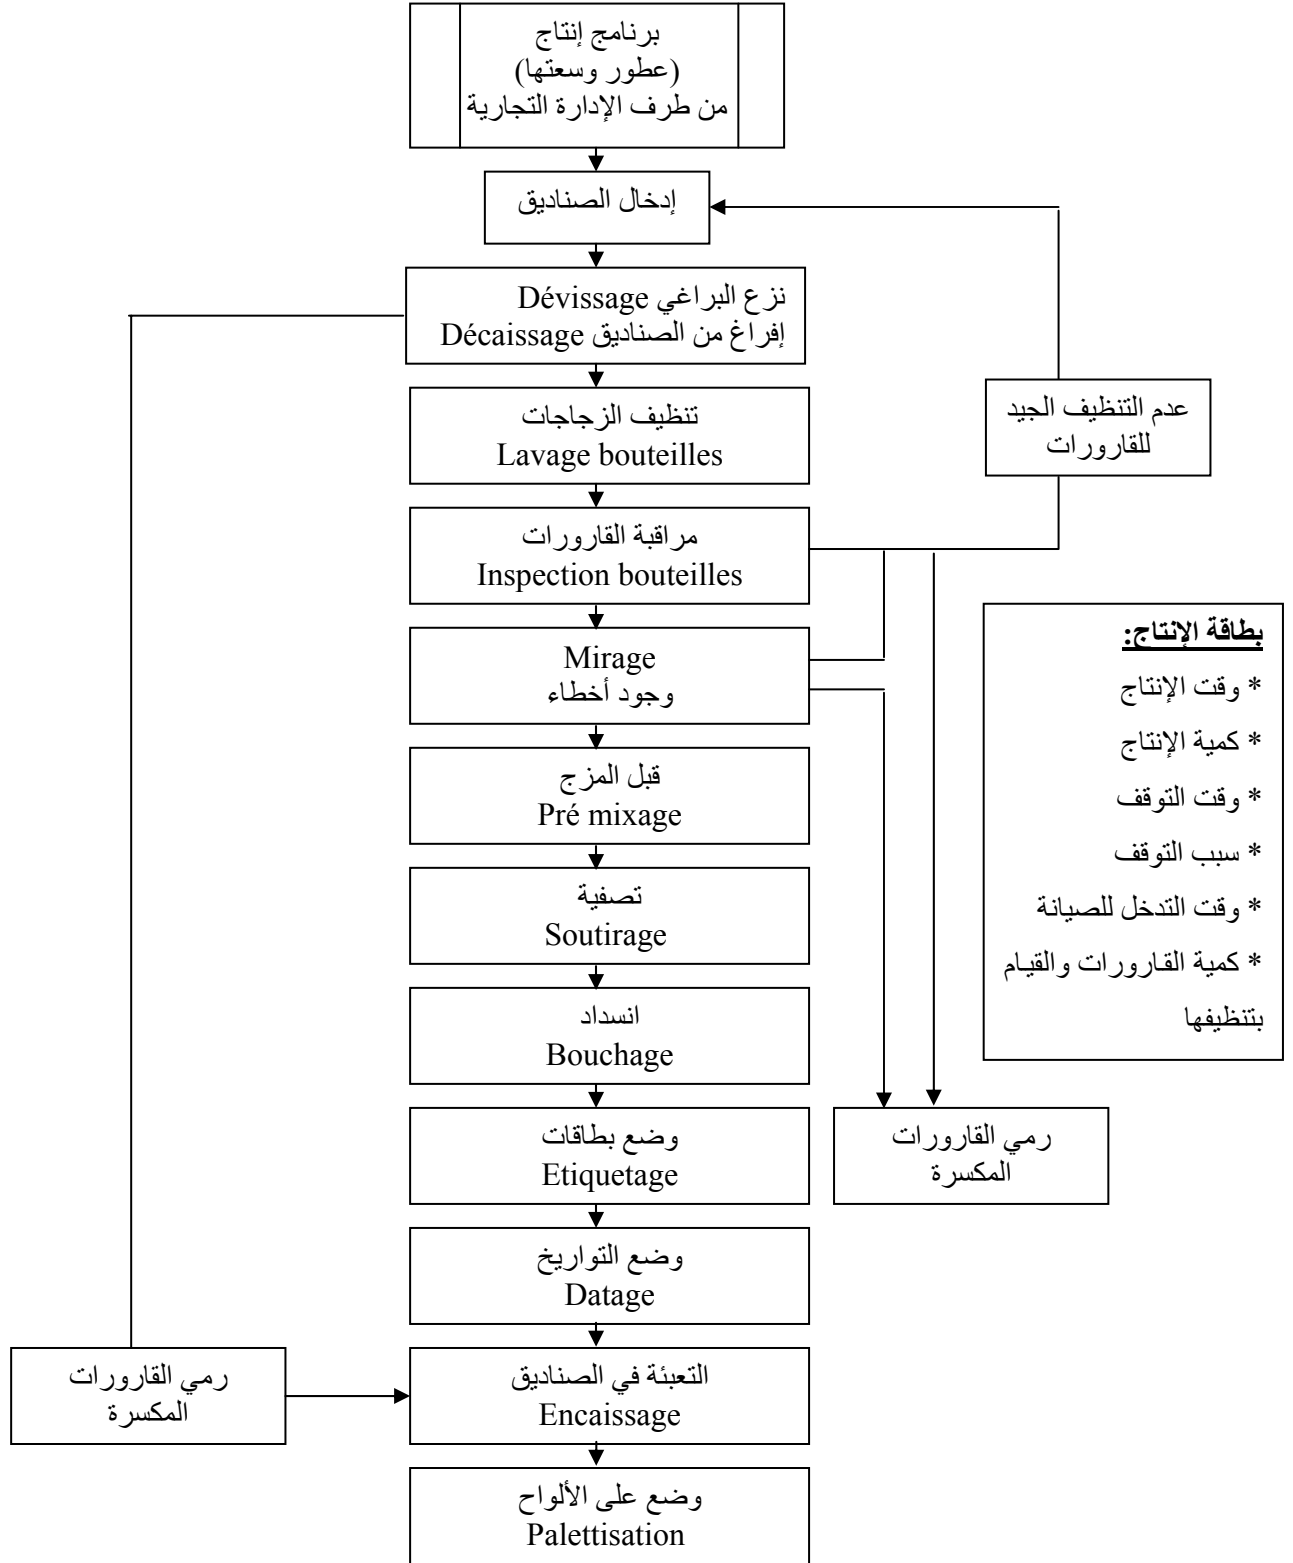 برنامج إنتاج
(عطور وسعتها)
من طرف الإدارة التجارية
إدخال الصناديق
نزع البراغي Dévissage
إفراغ من الصناديق Décaissage
تنظيف الزجاجات
Lavage bouteilles
عدم التنظيف الجيد
للقارورات
مراقبة القارورات
Inspection bouteilles
Mirage
وجود أخطاء
بطاقة الإنتاج:
* وقت الإنتاج
* كمية الإنتاج
* وقت التوقف
* سبب التوقف
* وقت التدخل للصيانة
* كمية القارورات والقيام
بتنظيفها
قبل المزج
Pré mixage
تصفية
Soutirage
انسداد
Bouchage
وضع بطاقات
Etiquetage
رمي القارورات
المكسرة
وضع التواريخ
Datage
رمي القارورات
المكسرة
التعبئة في الصناديق
Encaissage
وضع على الألواح
Palettisation